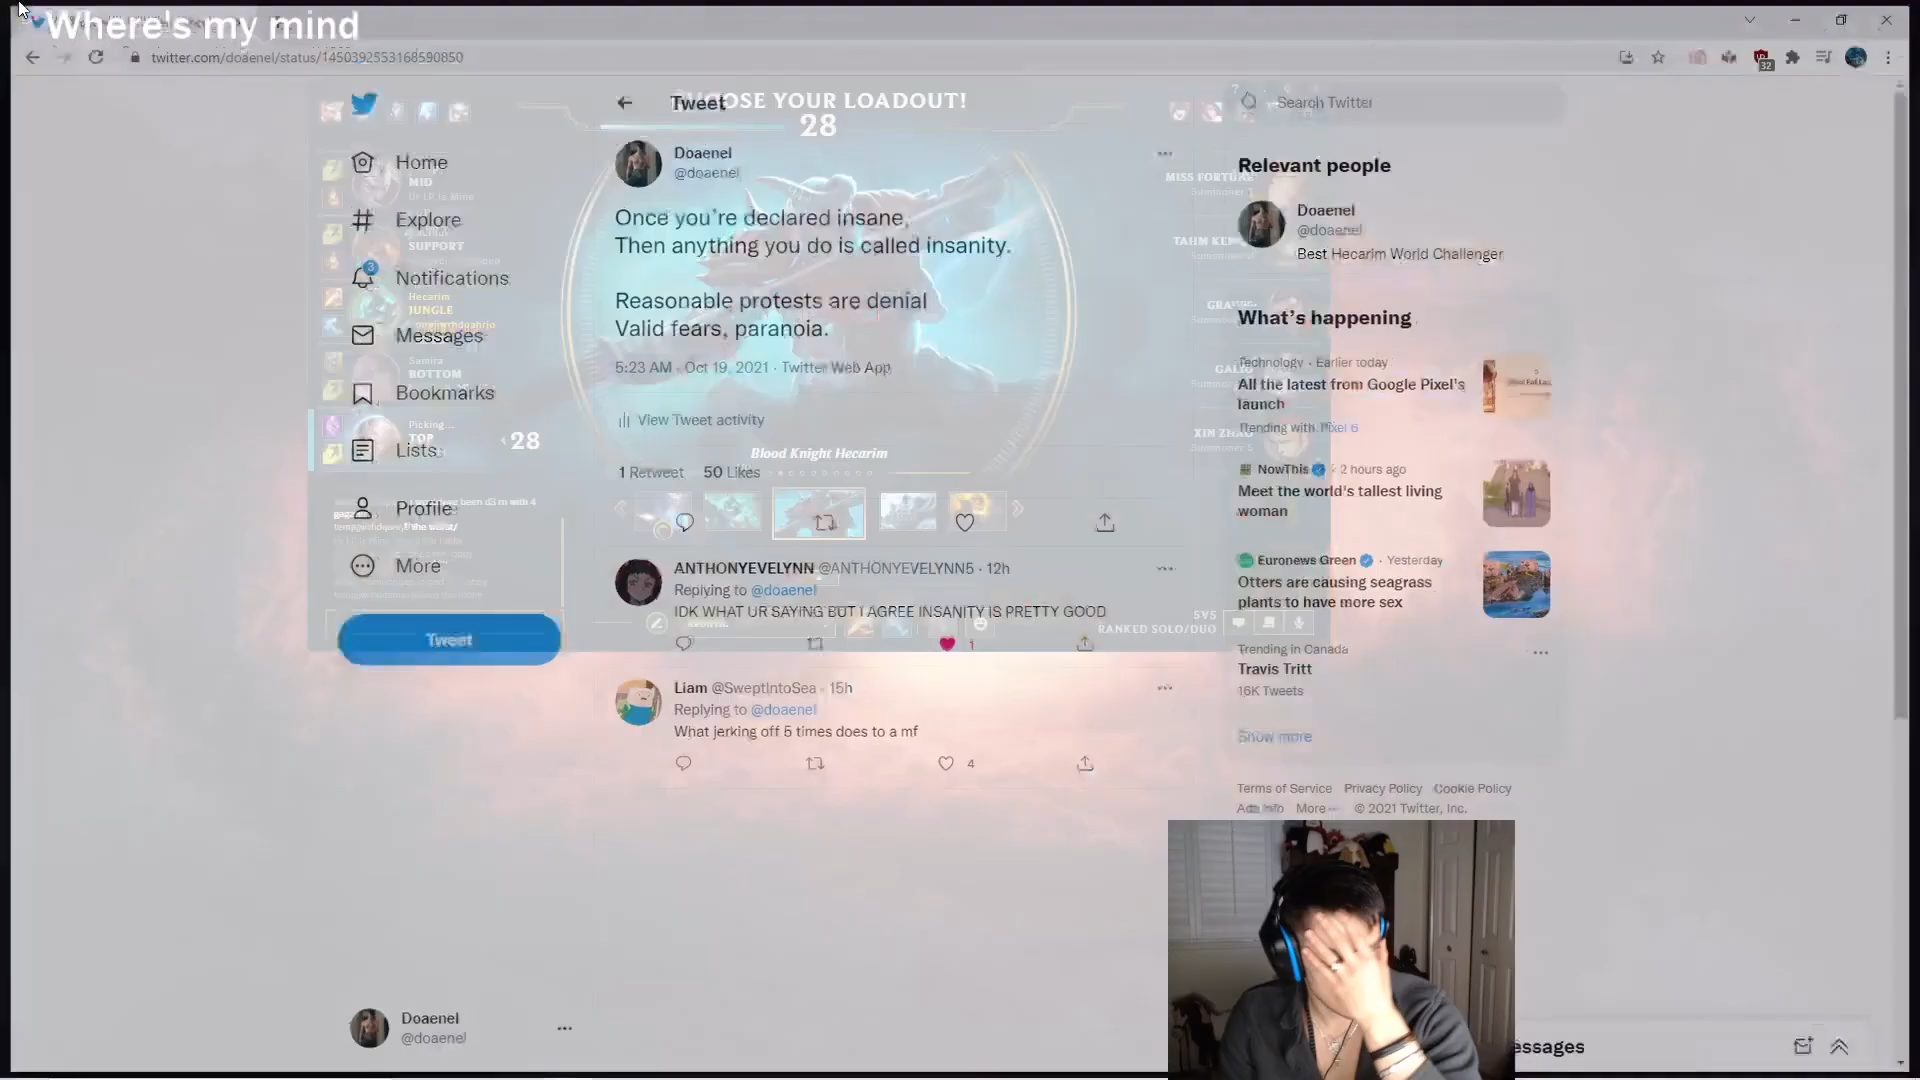 Where's my mind
twitter.com/doaenel/status/1450392553168590850
32
Home
Explore
3
Notifications
Messages
Bookmarks
Lists
Profile
More
Tweet
Doaenel
@doaenel
MID
SUPPORT
Hecarim
JUNGLE
Samira
BOTTOM
Picking...
TOP
28
OSE YOUR LOADOUT!
28
Tweet
Doaenel
@doaenel
Once you're declared insane,
Then anything you do is called insanity.
Reasonable protests are denial
Valid fears, paranoia.
5:23 AM · Oct 19, 2021 · Twitter Web App
View Tweet activity
Blood Knight Hecarim
1 Retweet 50 Likes
ANTHONYEVELYNN @ANTHONYEVELYNN5 · 12h
Replying to @doaenel
IDK WHAT UR SAYING BUT I AGREE INSANITY IS PRETTY GOOD
1
Liam @SweptIntoSea · 15h
Replying to @doaenel
What jerking off 5 times does to a mf
4
MISS FORTUNE
XIN ZHAO
5V5
RANKED SOLO/DUO
Search Twitter
Relevant people
Doaenel
@doaenel
Best Hecarim World Challenger
What's happening
Technology · Earlier today
All the latest from Google Pixel's
launch
Trending with Pixel 6
NowThis · 2 hours ago
Meet the world's tallest living
woman
Euronews Green · Yesterday
Otters are causing seagrass
plants to have more sex
Trending in Canada
Travis Tritt
16K Tweets
Show more
Terms of Service Privacy Policy Cookie Policy
Ads info More © 2021 Twitter, Inc.
essages